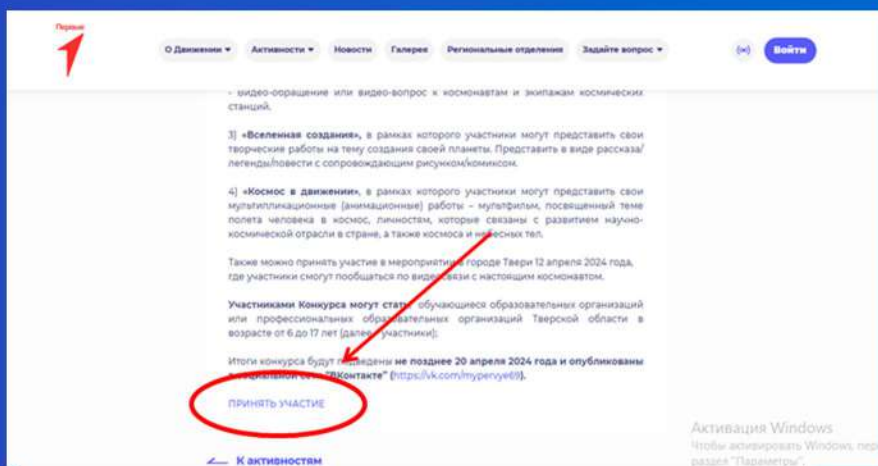 Первые
О Движении
Активности
Новости
Галерея
Региональные отделения
Задайте вопрос
Войти
- видео-обращение или видео-вопрос к космонавтам и экипажам космических
станций.
3) «Вселенная создания», в рамках которого участники могут представить свои
творческие работы на тему создания своей планеты. Представить в виде рассказа/
легенды/повести с сопровождающим рисунком/комиксом.
4) «Космос в движении», в рамках которого участники могут представить свои
мультипликационные (анимационные) работы – мультфильм, посвященный теме
полета человека в космос, личностям, которые связаны с развитием научно-
космической отрасли в стране, а также космоса и небесных тел.
Также можно принять участие в мероприятии в городе Твери 12 апреля 2024 года,
где участники смогут пообщаться по видеосвязи с настоящим космонавтом.
Участниками Конкурса могут стать обучающиеся образовательных организаций
или профессиональных образовательных организаций Тверской области в
возрасте от 6 до 17 лет (далее – участники);
Итоги конкурса будут подведены не позднее 20 апреля 2024 года и опубликованы
в социальной сети "ВКонтакте" (https://vk.com/mypervye69).
ПРИНЯТЬ УЧАСТИЕ
К активностям
Активация Windows
Чтобы активировать Windows, пер
раздел "Параметры".